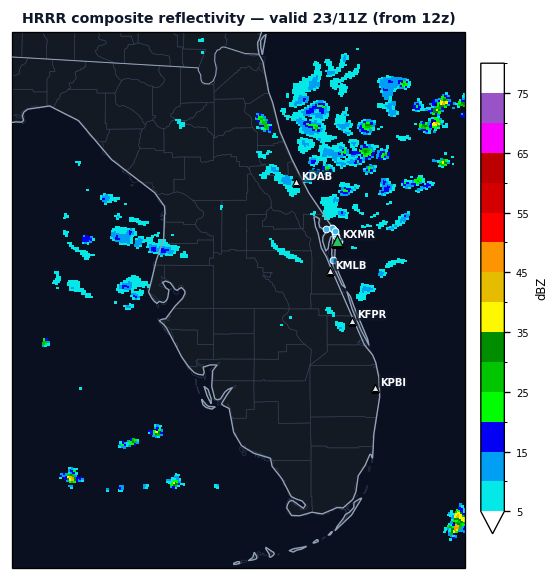 HRRR composite reflectivity — valid 23/11Z (from 12z)
KDAB
KXMR
KMLB
KFPR
KPBI
75
65
55
45
35
25
15
5
dBZ